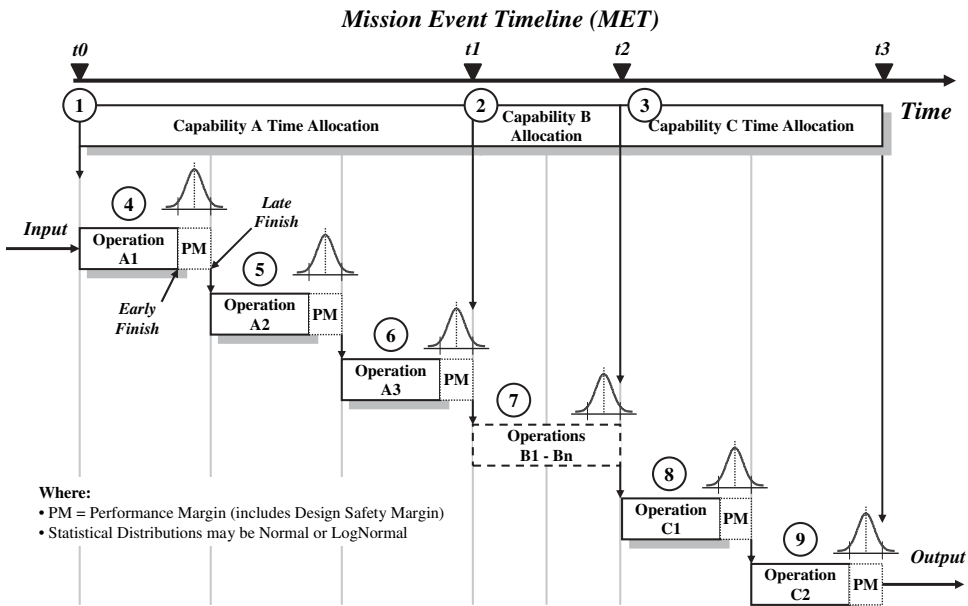 Mission Event Timeline (MET)
t0
t1
t2
t3
Time
1
2
3
Capability A Time Allocation
Capability B
Allocation
Capability C Time Allocation
4
Late
Finish
Input
Operation
A1
PM
5
Early
Finish
Operation
A2
PM
6
Operation
A3
PM
7
Operations
B1 - Bn
8
Where:
• PM = Performance Margin (includes Design Safety Margin)
• Statistical Distributions may be Normal or LogNormal
Operation
C1
PM
9
Output
Operation
C2
PM